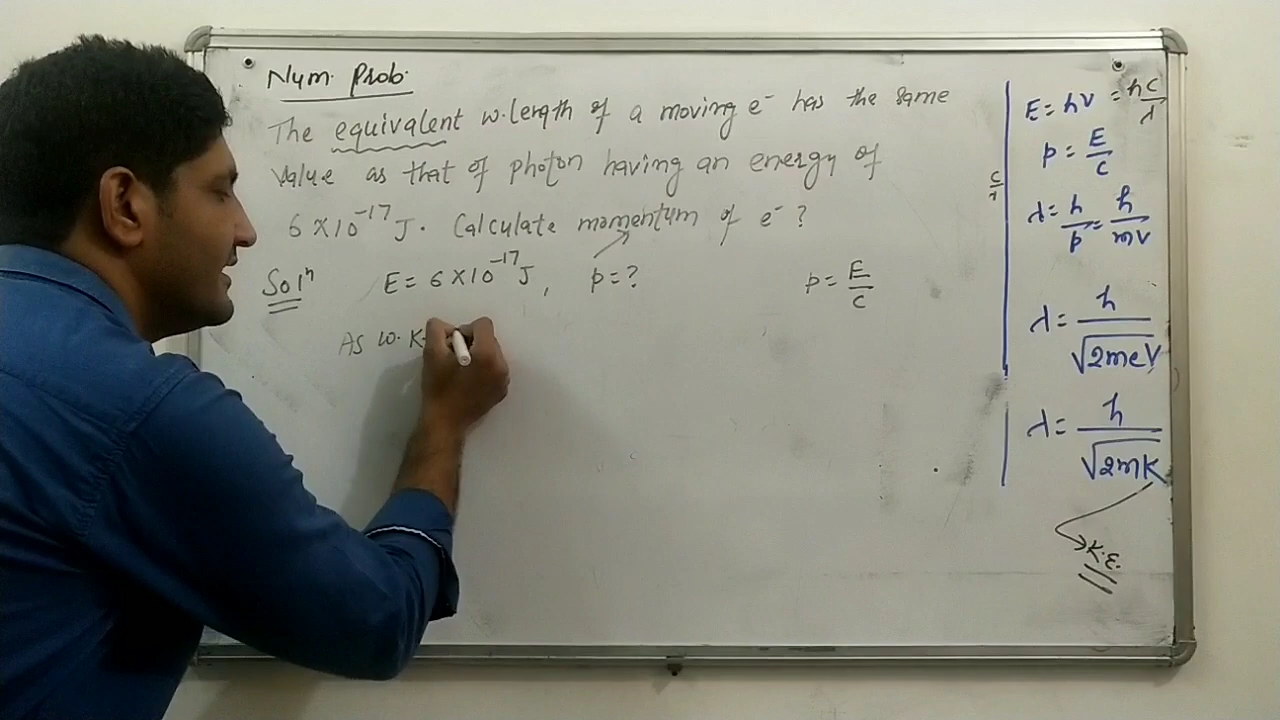 Num. Prob.
The equivalent w.length of a moving e⁻ has the same
value as that of photon having an energy of
6 × 10⁻¹⁷ J. Calculate momentum of e⁻ ?
Solⁿ E = 6 × 10⁻¹⁷ J, p = ? p = E/c
As w. K
E = hν = hc/λ
p = E/c
c/λ
λ = h/p = h/mv
λ = h/√2meV
λ = h/√2mK
K.E.